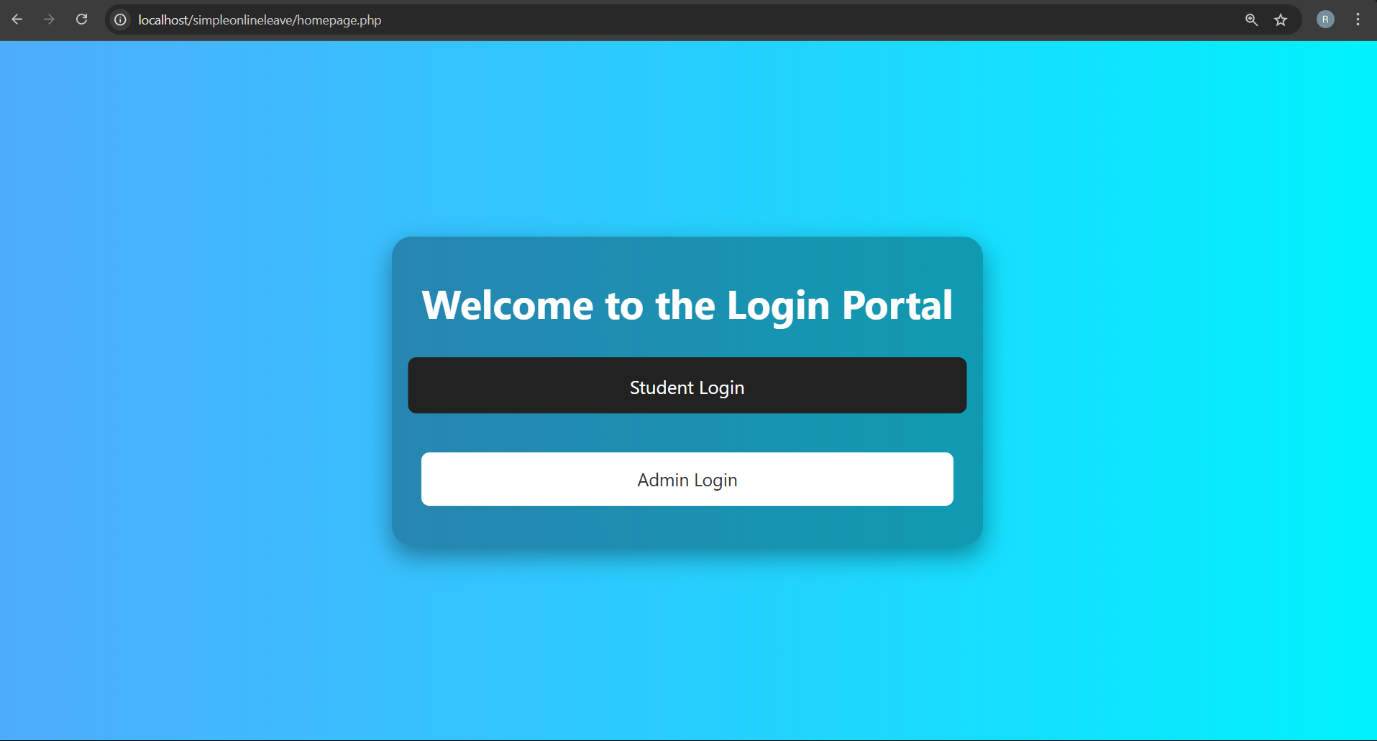 localhost/simpleonlineleave/homepage.php
R
Welcome to the Login Portal
Student Login
Admin Login